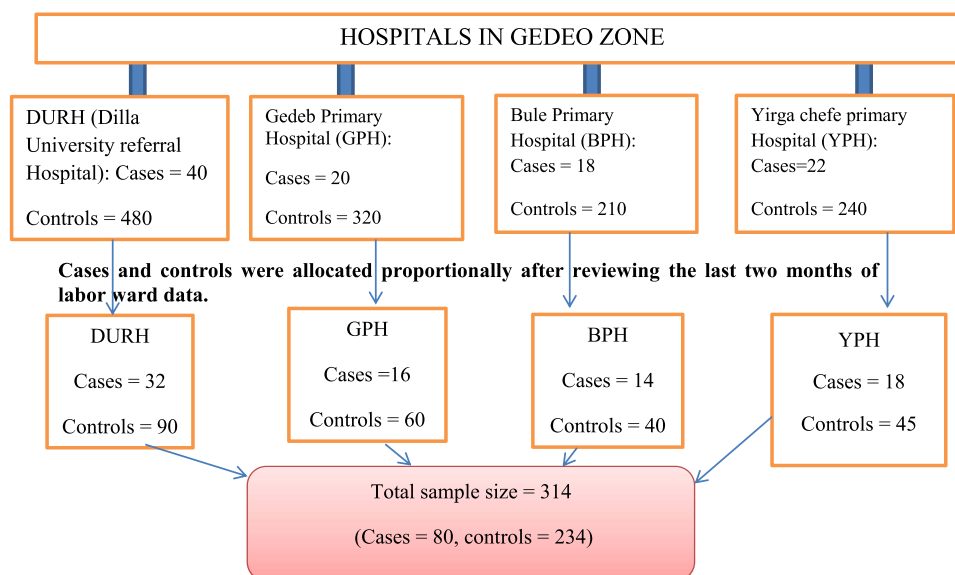 HOSPITALS IN GEDEO ZONE
DURH (Dilla
University referral
Hospital): Cases = 40
Controls = 480
Gedeb Primary
Hospital (GPH):
Cases = 20
Controls = 320
Bule Primary
Hospital (BPH):
Cases = 18
Controls = 210
Yirga chefe primary
Hospital (YPH):
Cases=22
Controls = 240
Cases and controls were allocated proportionally after reviewing the last two months of
labor ward data.
DURH
Cases = 32
Controls = 90
GPH
Cases =16
Controls = 60
BPH
Cases = 14
Controls = 40
YPH
Cases = 18
Controls = 45
Total sample size = 314
(Cases = 80, controls = 234)